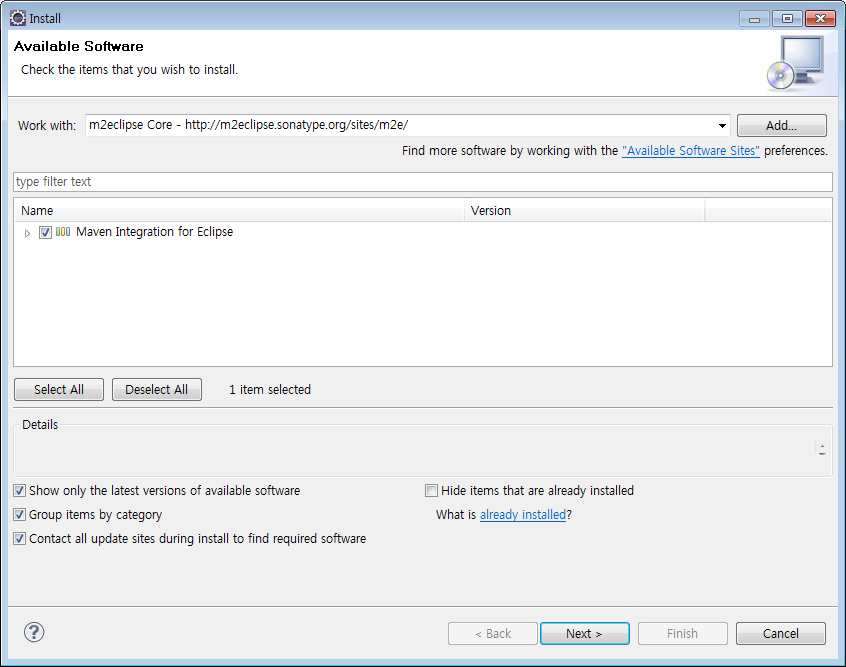 Install
Available Software
Check the items that you wish to install.
Work with: m2eclipse Core - http://m2eclipse.sonatype.org/sites/m2e/ Add...
Find more software by working with the "Available Software Sites" preferences.
type filter text
Name Version
Maven Integration for Eclipse
Select All Deselect All 1 item selected
Details
Show only the latest versions of available software Hide items that are already installed
Group items by category What is already installed?
Contact all update sites during install to find required software
? < Back Next > Finish Cancel